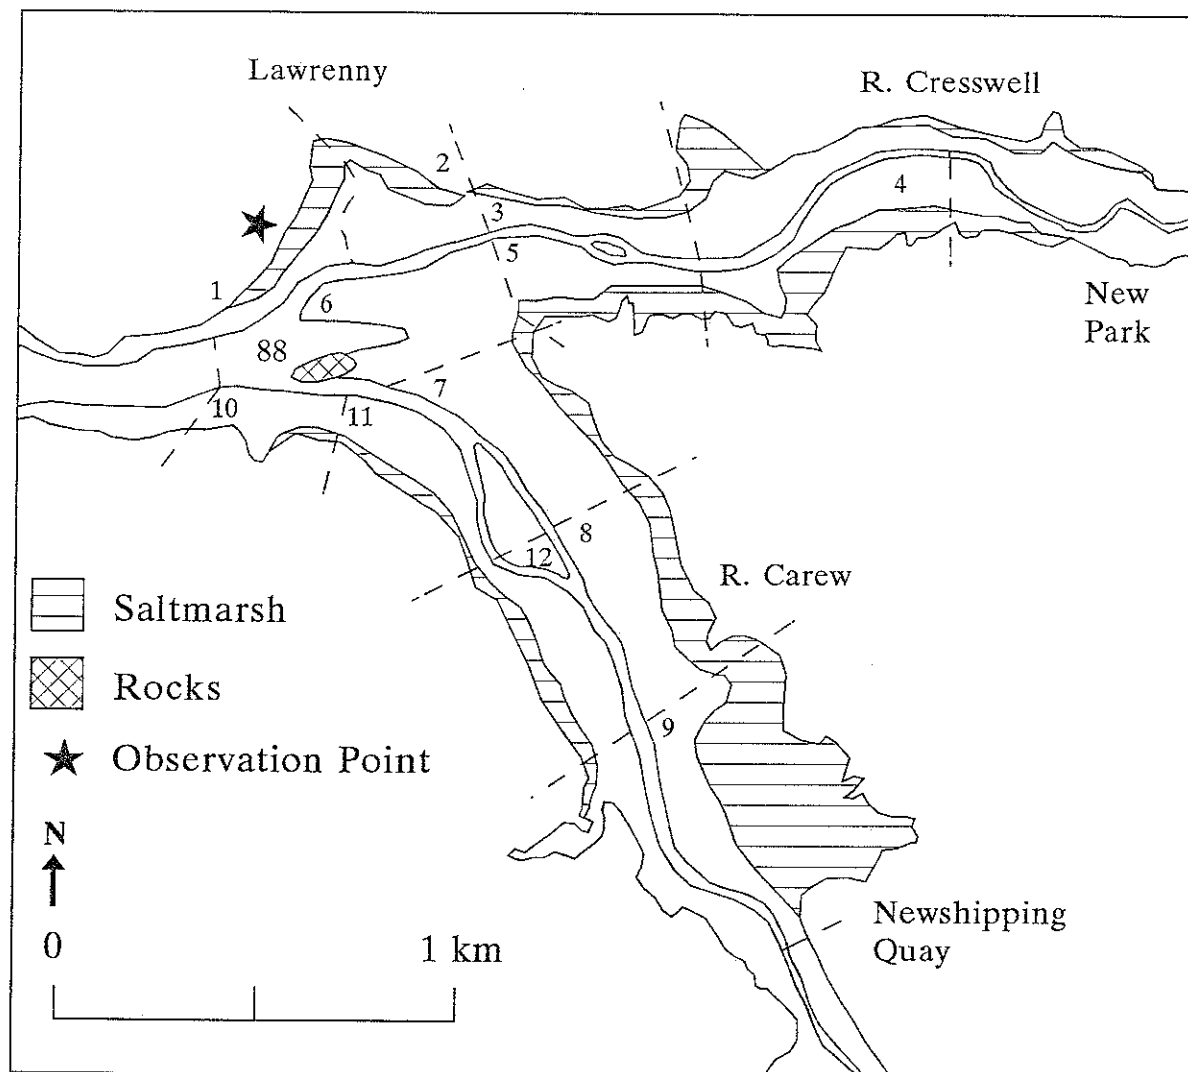 Lawrenny
R. Cresswell
2
4
3
5
1
6
New
Park
88
7
10
11
8
12
R. Carew
Saltmarsh
Rocks
9
Observation Point
N
Newshipping
Quay
0
1 km